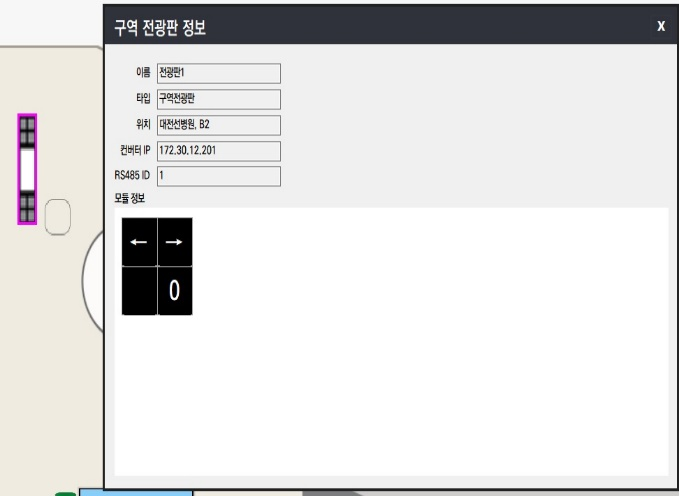 구역 전광판 정보 X
이름 전광판1
타입 구역전광판
위치 대전선병원, B2
컨버터 IP 172.30.12.201
RS485 ID 1
모듈 정보
← →
0